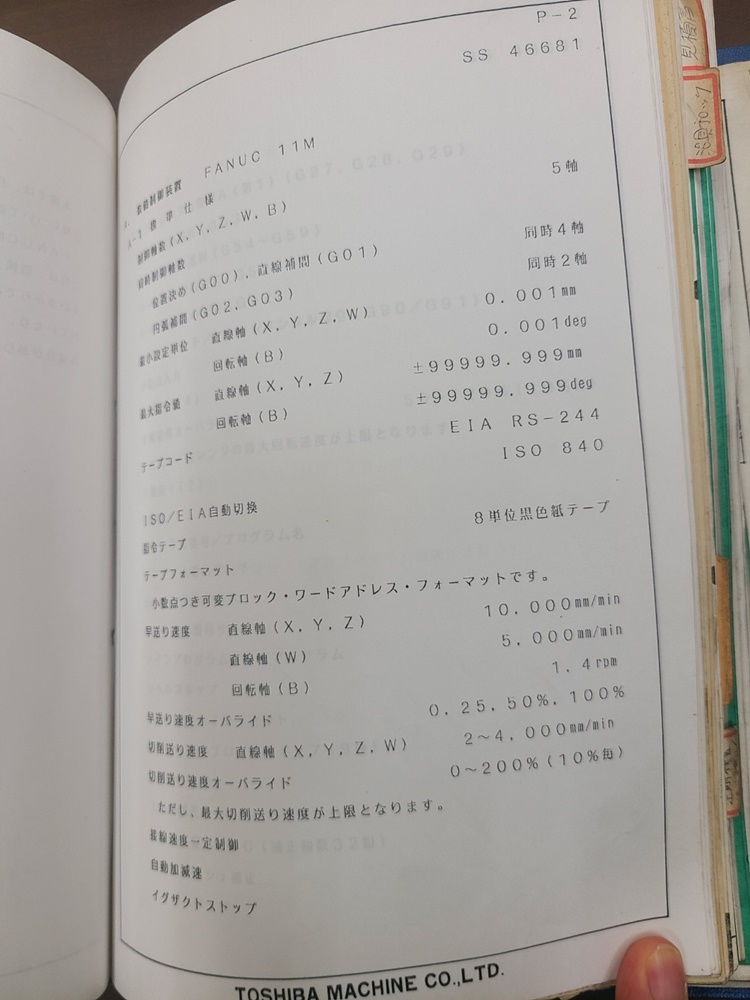 P-2
SS 46681
数値制御装置 FANUC 11M
A-1 標準仕様
制御軸数(X, Y, Z, W, B) 5軸
同時制御軸数
位置決め(G00), 直線補間(G01) 同時4軸
円弧補間(G02, G03) 同時2軸
最小設定単位 直線軸(X, Y, Z, W) 0.001mm
回転軸(B) 0.001deg
最大指令値 直線軸(X, Y, Z) ±99999.999mm
回転軸(B) ±99999.999deg
テープコード EIA RS-244
ISO 840
ISO/EIA自動切換
指令テープ 8単位黒色紙テープ
テープフォーマット
小数点つき可変ブロック・ワードアドレス・フォーマットです。
早送り速度 直線軸(X, Y, Z) 10,000mm/min
直線軸(W) 5,000mm/min
回転軸(B) 1.4rpm
早送り速度オーバライド 0, 25, 50%, 100%
切削送り速度 直線軸(X, Y, Z, W) 2~4,000mm/min
切削送り速度オーバライド 0~200%(10%毎)
ただし、最大切削送り速度が上限となります。
接線速度一定制御
自動加減速
イグザクトストップ
TOSHIBA MACHINE CO.,LTD.